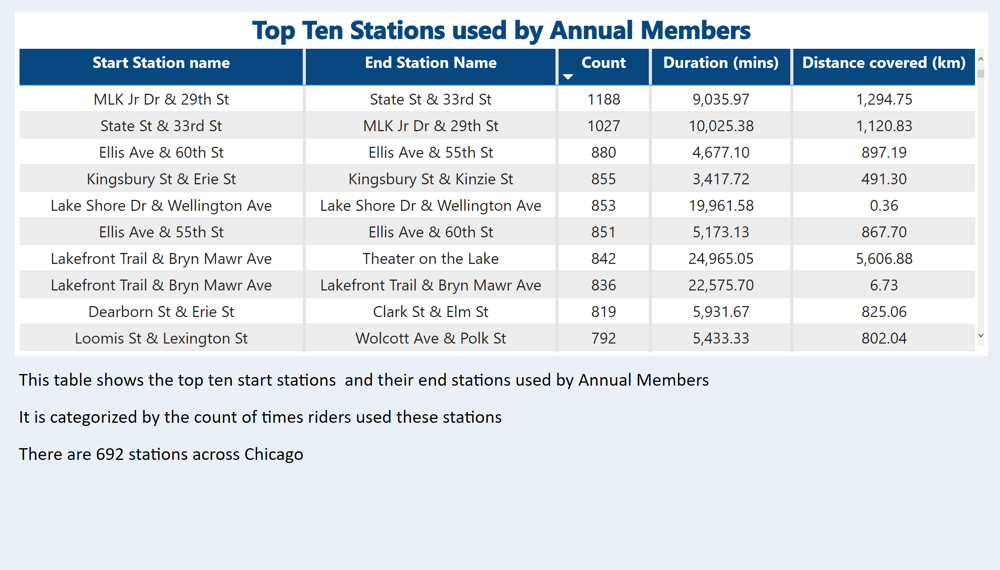 Top Ten Stations used by Annual Members
Start Station name End Station Name Count Duration (mins) Distance covered (km)
MLK Jr Dr & 29th St State St & 33rd St 1188 9,035.97 1,294.75
State St & 33rd St MLK Jr Dr & 29th St 1027 10,025.38 1,120.83
Ellis Ave & 60th St Ellis Ave & 55th St 880 4,677.10 897.19
Kingsbury St & Erie St Kingsbury St & Kinzie St 855 3,417.72 491.30
Lake Shore Dr & Wellington Ave Lake Shore Dr & Wellington Ave 853 19,961.58 0.36
Ellis Ave & 55th St Ellis Ave & 60th St 851 5,173.13 867.70
Lakefront Trail & Bryn Mawr Ave Theater on the Lake 842 24,965.05 5,606.88
Lakefront Trail & Bryn Mawr Ave Lakefront Trail & Bryn Mawr Ave 836 22,575.70 6.73
Dearborn St & Erie St Clark St & Elm St 819 5,931.67 825.06
Loomis St & Lexington St Wolcott Ave & Polk St 792 5,433.33 802.04
This table shows the top ten start stations  and their end stations used by Annual Members
It is categorized by the count of times riders used these stations
There are 692 stations across Chicago